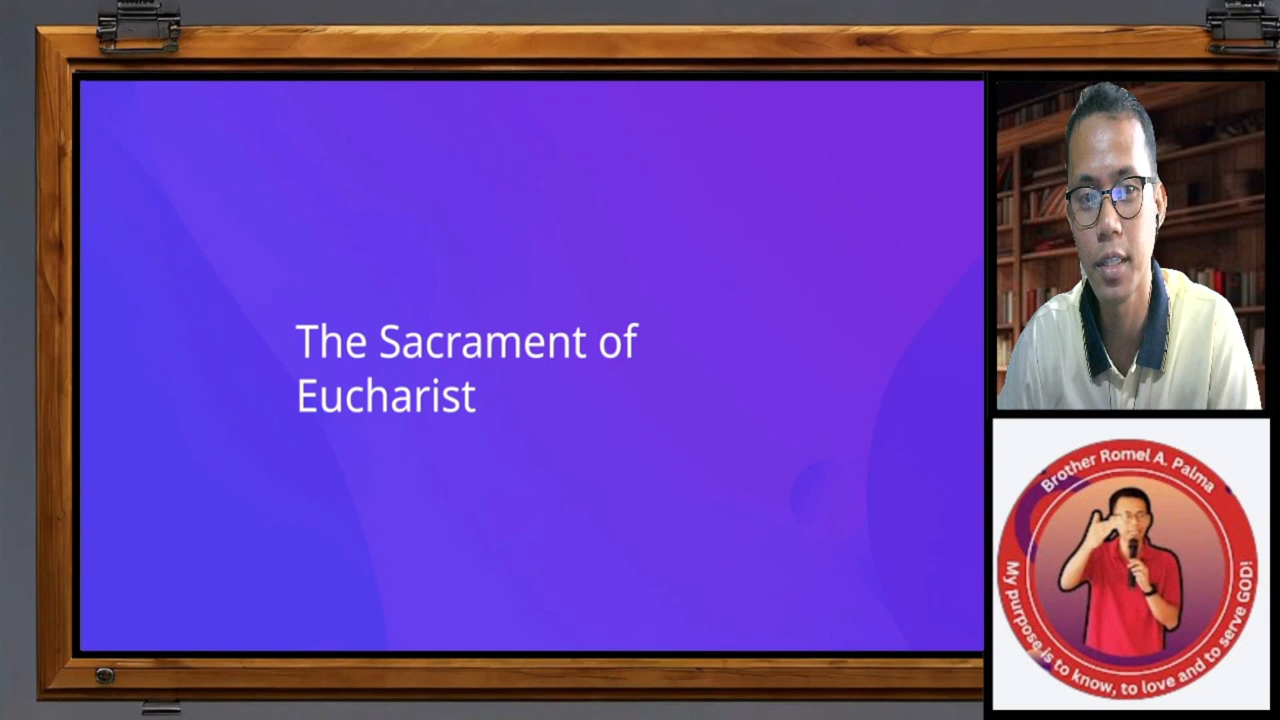 The Sacrament of
Eucharist
Brother Romel A. Palma
My purpose is to know, to love and to serve GOD!